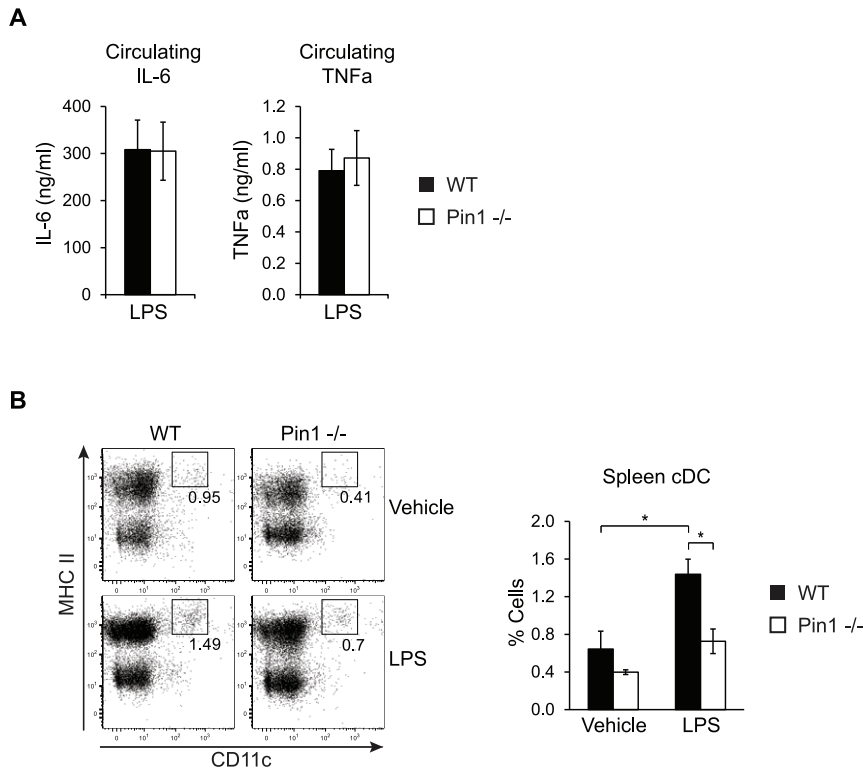 A
Circulating
IL-6
Circulating
TNFa
400
300
200
300
0
IL-6 (ng/ml)
LPS
1.2
1.0
0.8
0.6
0.4
0.2
0.0
TNFa (ng/ml)
LPS
WT
Pin1 -/-
B
WT
Pin1 -/-
MHC II
0.95
0.41
Vehicle
1.49
0.7
LPS
CD11c
Spleen cDC
2.0
1.6
1.2
0.8
0.4
0.0
% Cells
*
*
Vehicle
LPS
WT
Pin1 -/-